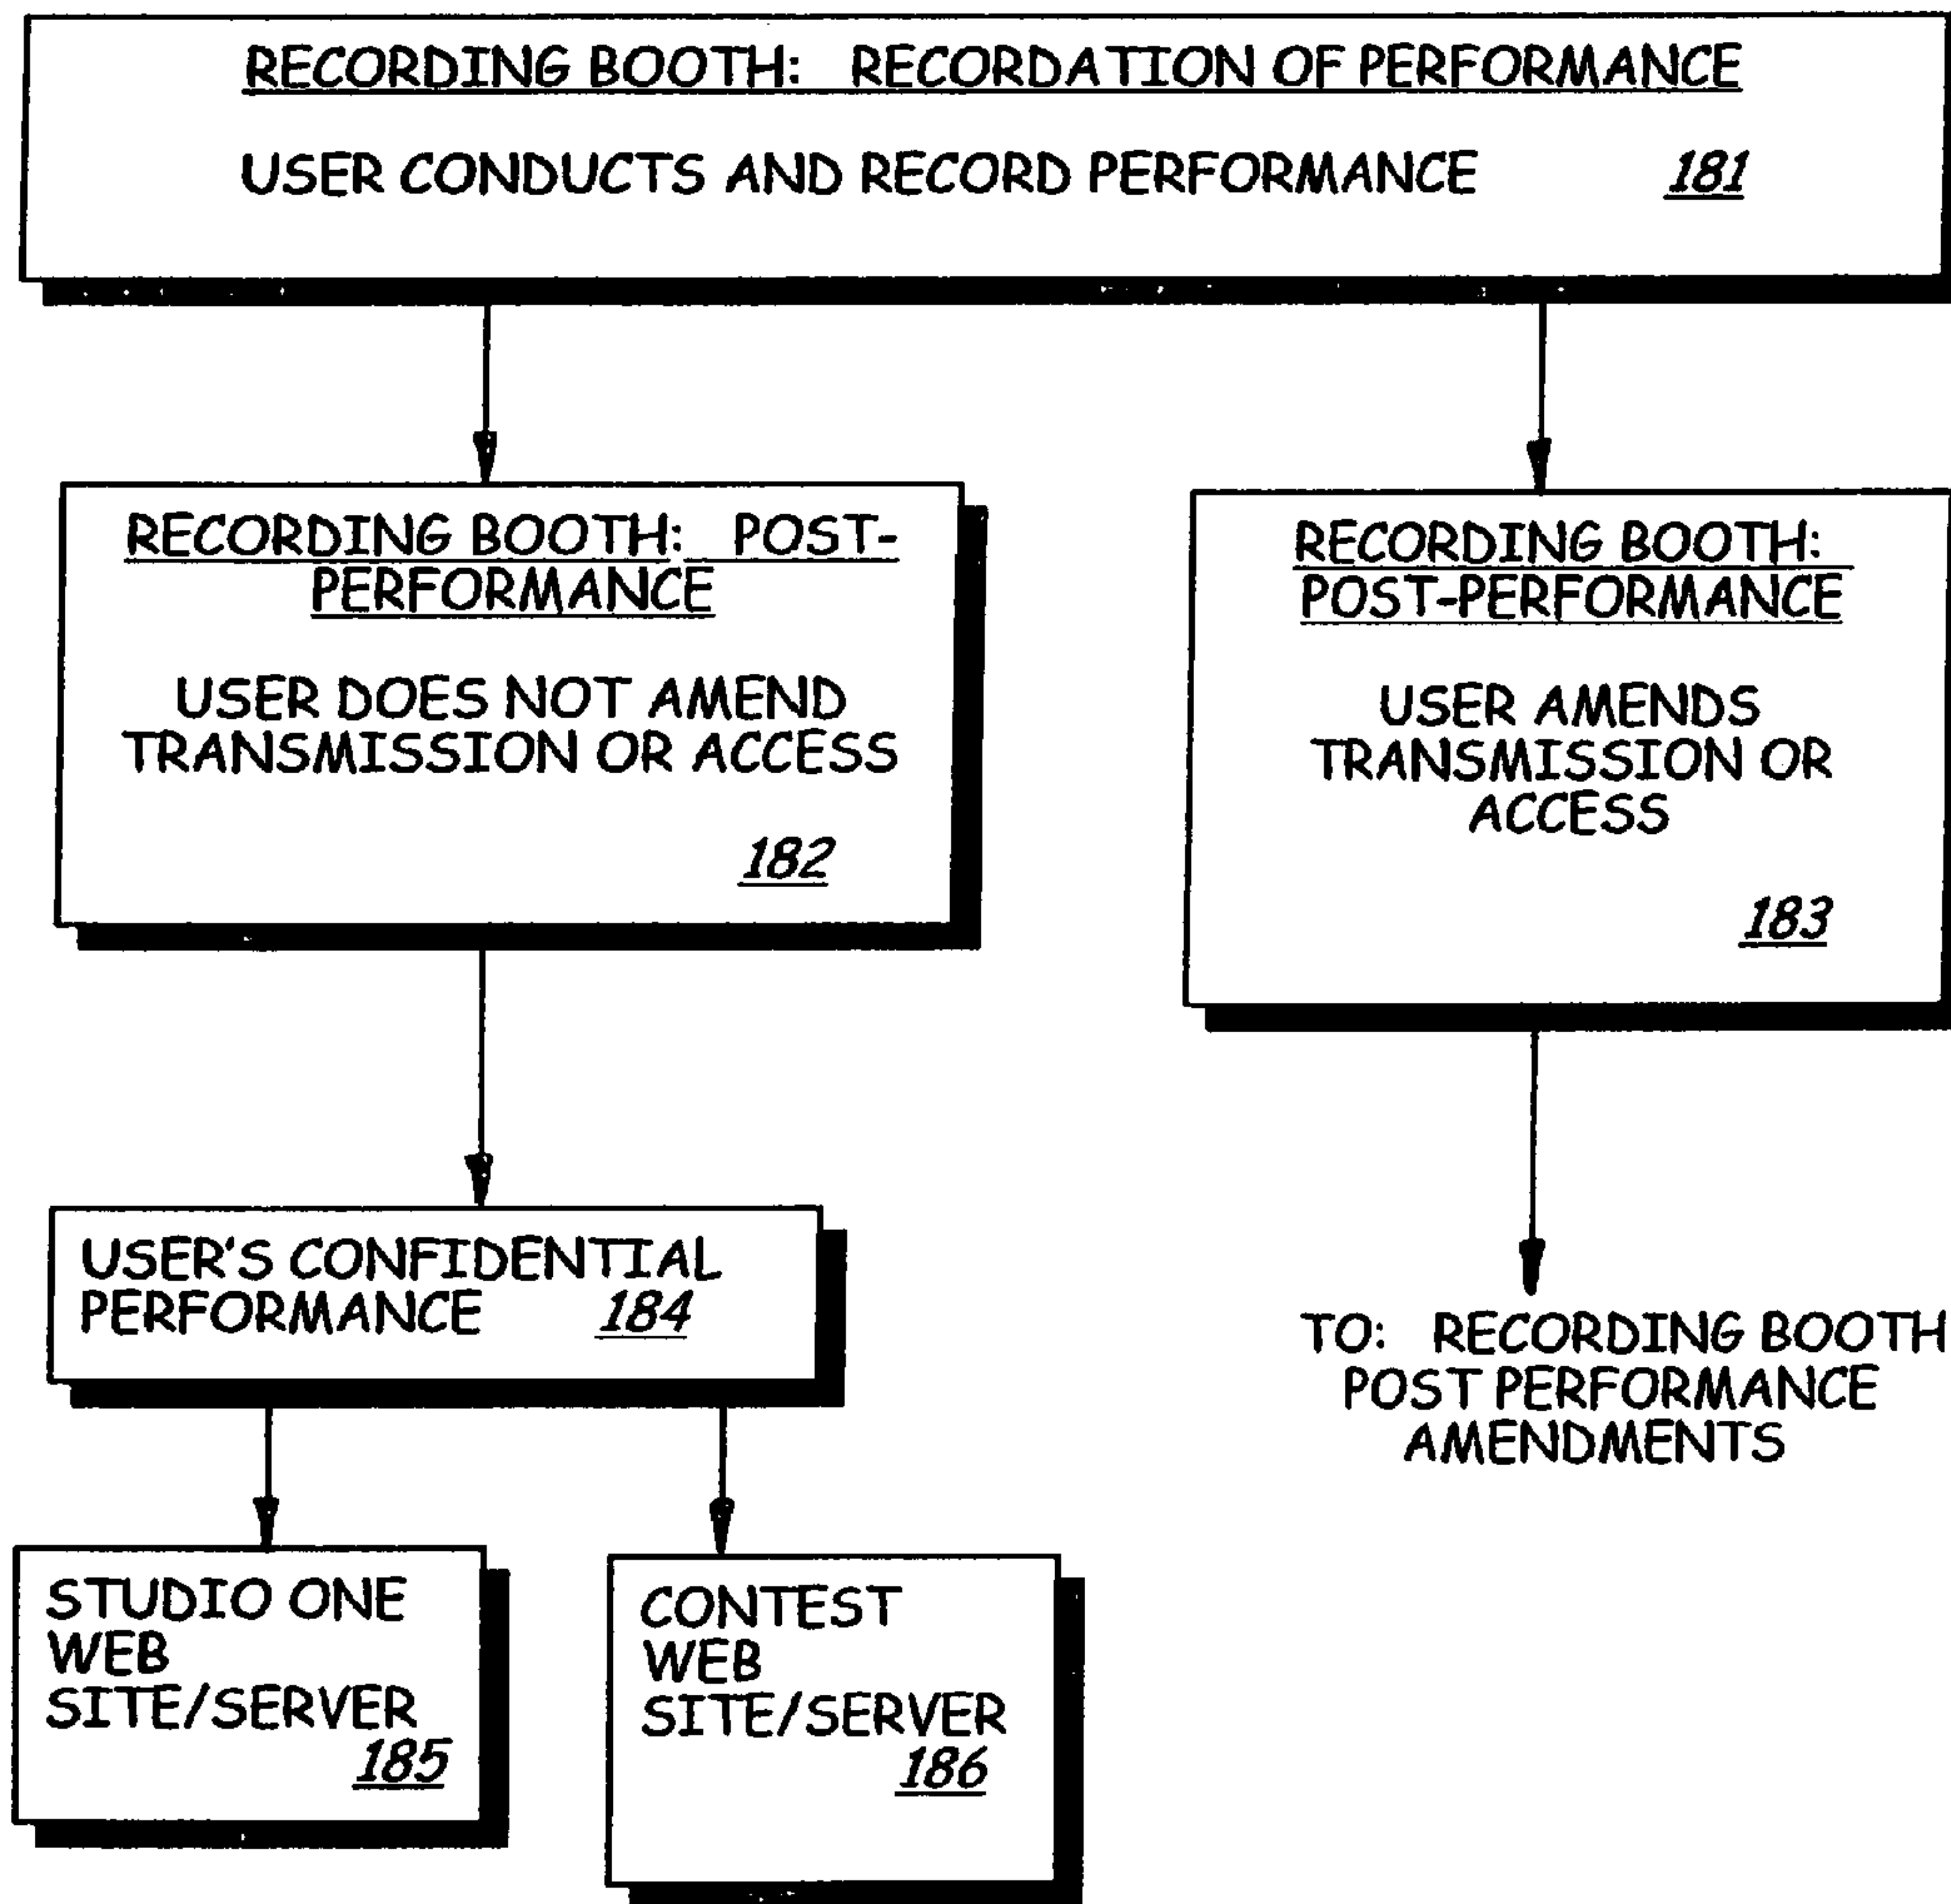 RECORDING BOOTH: RECORDATION OF PERFORMANCE
USER CONDUCTS AND RECORD PERFORMANCE 181
RECORDING BOOTH: POST-
PERFORMANCE
USER DOES NOT AMEND
TRANSMISSION OR ACCESS
182
RECORDING BOOTH:
POST-PERFORMANCE
USER AMENDS
TRANSMISSION OR
ACCESS
183
USER'S CONFIDENTIAL
PERFORMANCE 184
TO: RECORDING BOOTH
POST PERFORMANCE
AMENDMENTS
STUDIO ONE
WEB
SITE/SERVER
185
CONTEST
WEB
SITE/SERVER
186